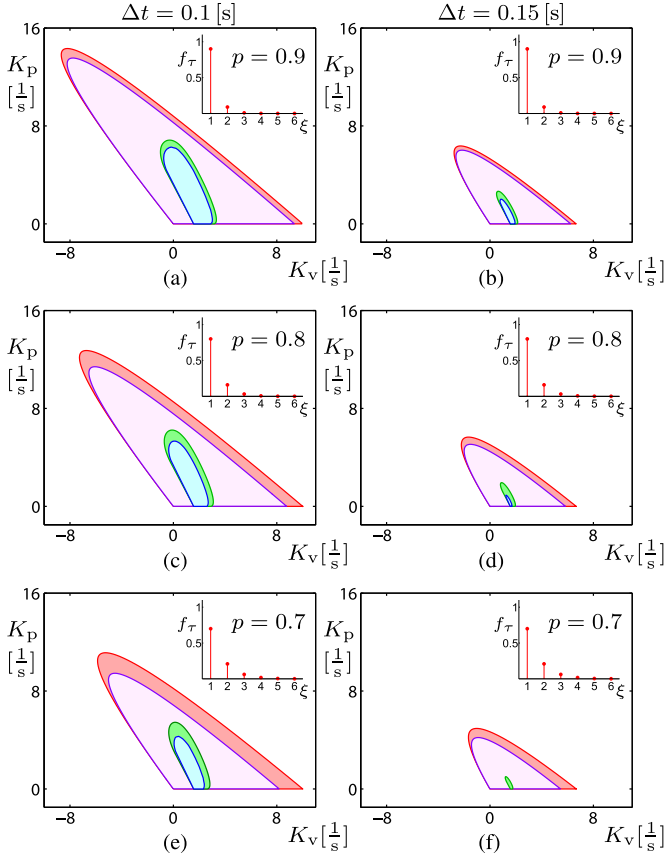 Δt = 0.1 [s]
Δt = 0.15 [s]
16
K_p
[1/s]
8
0
f_τ
1
0.5
p = 0.9
1 2 3 4 5 6 ξ
−8 0 8
K_v[1/s]
(a)
16
K_p
[1/s]
8
0
f_τ
1
0.5
p = 0.9
1 2 3 4 5 6 ξ
−8 0 8
K_v[1/s]
(b)
16
K_p
[1/s]
8
0
f_τ
1
0.5
p = 0.8
1 2 3 4 5 6 ξ
−8 0 8
K_v[1/s]
(c)
16
K_p
[1/s]
8
0
f_τ
1
0.5
p = 0.8
1 2 3 4 5 6 ξ
−8 0 8
K_v[1/s]
(d)
16
K_p
[1/s]
8
0
f_τ
1
0.5
p = 0.7
1 2 3 4 5 6 ξ
−8 0 8
K_v[1/s]
(e)
16
K_p
[1/s]
8
0
f_τ
1
0.5
p = 0.7
1 2 3 4 5 6 ξ
−8 0 8
K_v[1/s]
(f)